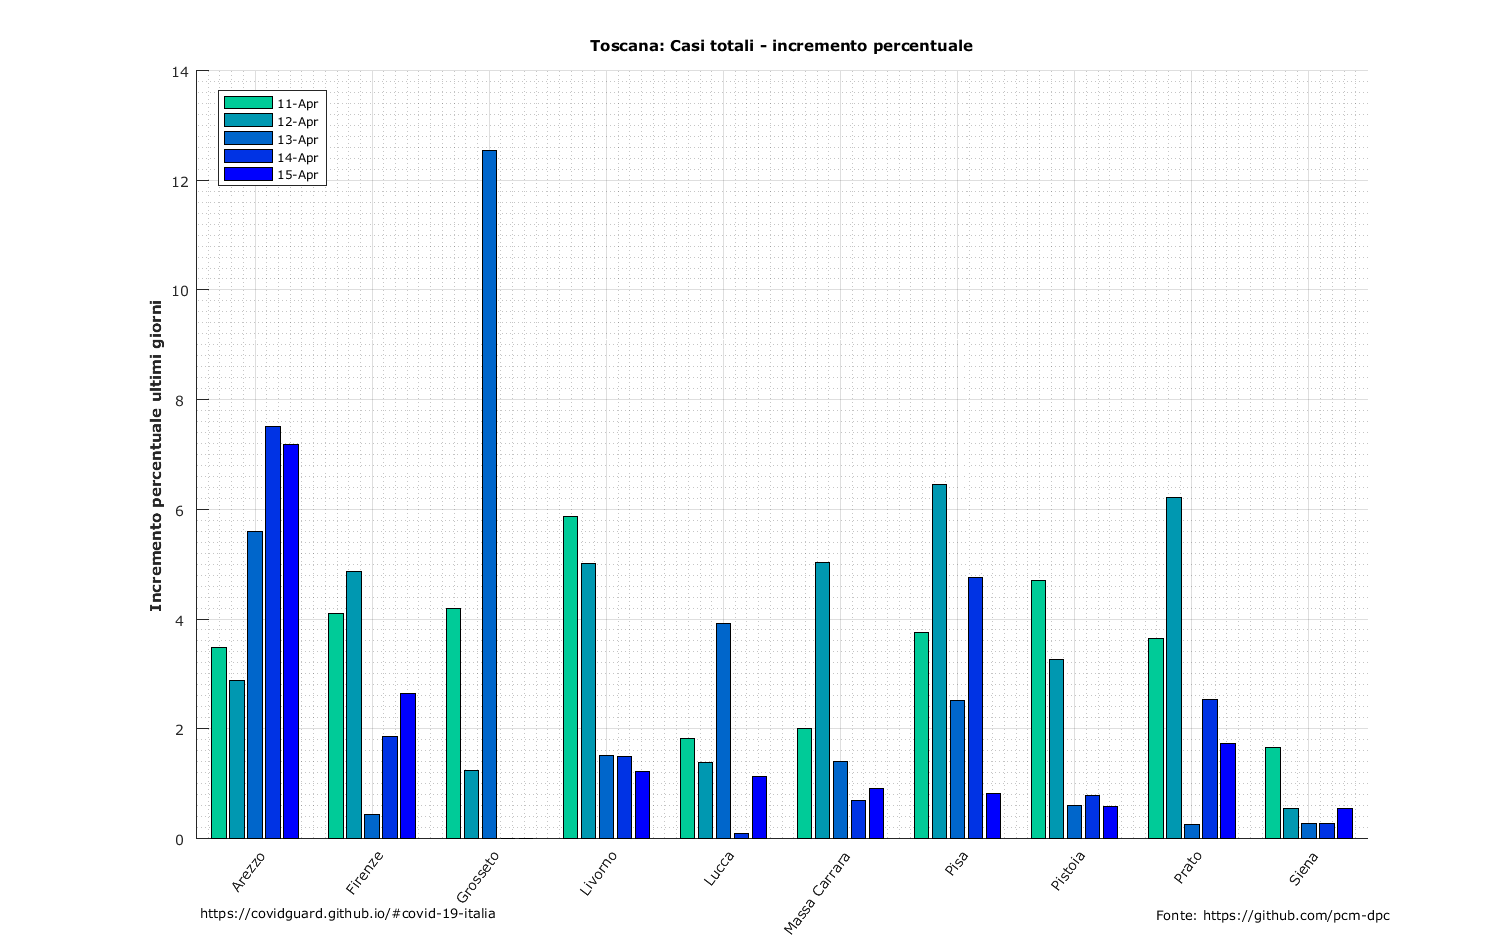 Toscana: Casi totali - incremento percentuale
Incremento percentuale ultimi giorni
14
12
10
8
6
4
2
0
11-Apr
12-Apr
13-Apr
14-Apr
15-Apr
Arezzo
Firenze
Grosseto
Livorno
Lucca
Massa Carrara
Pisa
Pistoia
Prato
Siena
https://covidguard.github.io/#covid-19-italia
Fonte: https://github.com/pcm-dpc